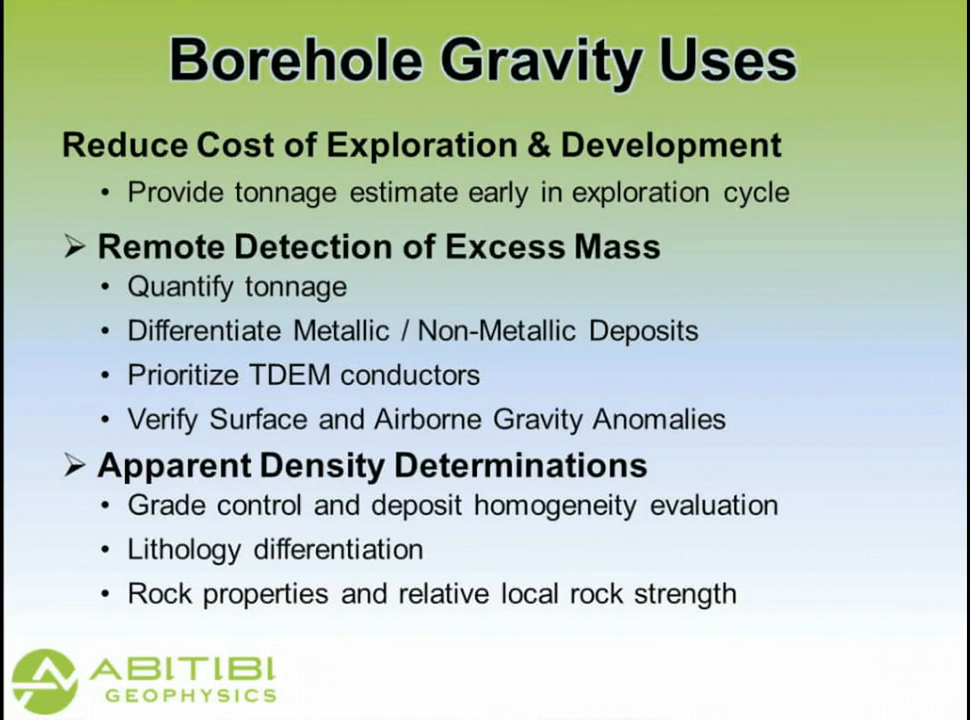 Borehole Gravity Uses
Reduce Cost of Exploration & Development
• Provide tonnage estimate early in exploration cycle
➢ Remote Detection of Excess Mass
• Quantify tonnage
• Differentiate Metallic / Non-Metallic Deposits
• Prioritize TDEM conductors
• Verify Surface and Airborne Gravity Anomalies
➢ Apparent Density Determinations
• Grade control and deposit homogeneity evaluation
• Lithology differentiation
• Rock properties and relative local rock strength
ABITIBI
GEOPHYSICS